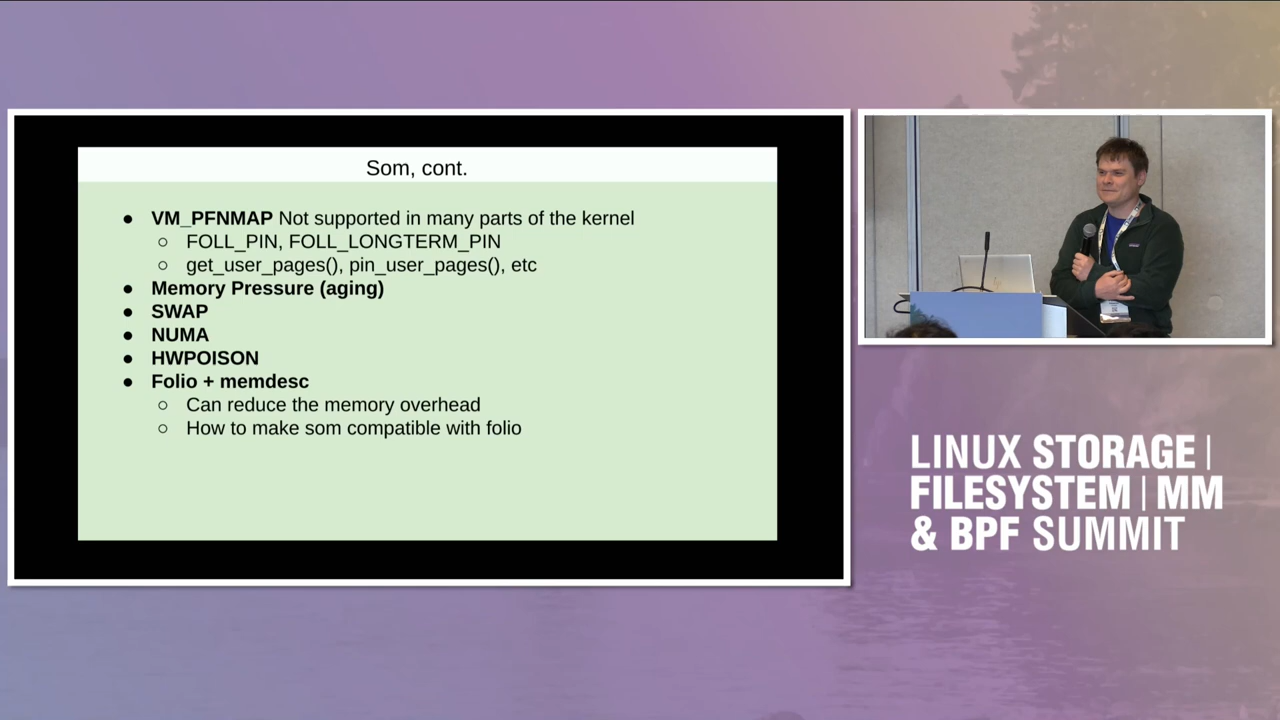 Som, cont.
● VM_PFNMAP Not supported in many parts of the kernel
○ FOLL_PIN, FOLL_LONGTERM_PIN
○ get_user_pages(), pin_user_pages(), etc
● Memory Pressure (aging)
● SWAP
● NUMA
● HWPOISON
● Folio + memdesc
○ Can reduce the memory overhead
○ How to make som compatible with folio
LINUX STORAGE |
FILESYSTEM | MM
& BPF SUMMIT